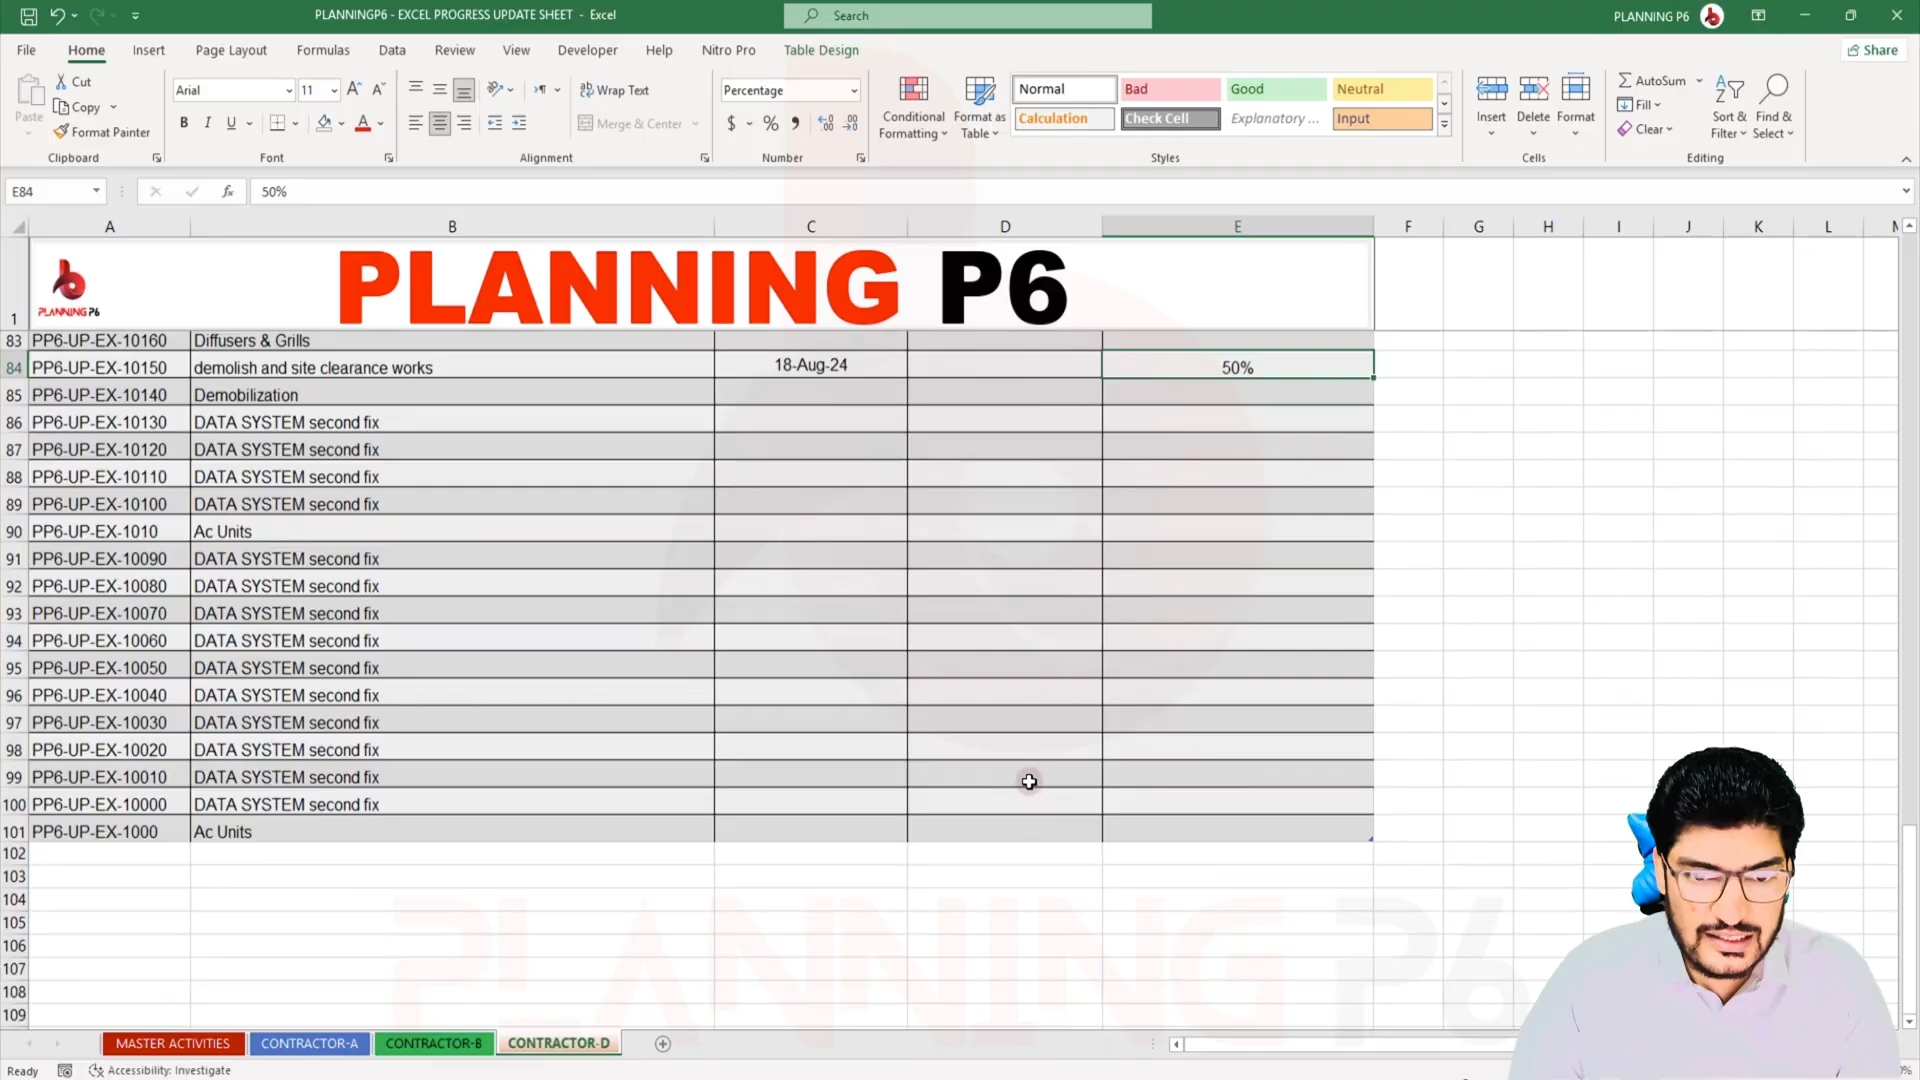 PLANNINGP6 - EXCEL PROGRESS UPDATE SHEET - Excel
Search
PLANNING P6
File Home Insert Page Layout Formulas Data Review View Developer Help Nitro Pro Table Design Share
Paste
Cut
Copy
Format Painter
Clipboard
Arial 11
Font
Wrap Text
Merge & Center
Alignment
Percentage
Number
Conditional Formatting
Format as Table
Normal Bad Good Neutral
Calculation Check Cell Explanatory ... Input
Styles
Insert Delete Format
Cells
AutoSum
Fill
Clear
Sort & Filter
Find & Select
Editing
E84 fx 50%
A B C D E F G H I J K L
1 PLANNING P6 PLANNING P6
83 PP6-UP-EX-10160 Diffusers & Grills
84 PP6-UP-EX-10150 demolish and site clearance works 18-Aug-24 50%
85 PP6-UP-EX-10140 Demobilization
86 PP6-UP-EX-10130 DATA SYSTEM second fix
87 PP6-UP-EX-10120 DATA SYSTEM second fix
88 PP6-UP-EX-10110 DATA SYSTEM second fix
89 PP6-UP-EX-10100 DATA SYSTEM second fix
90 PP6-UP-EX-1010 Ac Units
91 PP6-UP-EX-10090 DATA SYSTEM second fix
92 PP6-UP-EX-10080 DATA SYSTEM second fix
93 PP6-UP-EX-10070 DATA SYSTEM second fix
94 PP6-UP-EX-10060 DATA SYSTEM second fix
95 PP6-UP-EX-10050 DATA SYSTEM second fix
96 PP6-UP-EX-10040 DATA SYSTEM second fix
97 PP6-UP-EX-10030 DATA SYSTEM second fix
98 PP6-UP-EX-10020 DATA SYSTEM second fix
99 PP6-UP-EX-10010 DATA SYSTEM second fix
100 PP6-UP-EX-10000 DATA SYSTEM second fix
101 PP6-UP-EX-1000 Ac Units
102
103
104
105
106
107
108
109
PLANNING P6
MASTER ACTIVITIES CONTRACTOR-A CONTRACTOR-B CONTRACTOR-D
Ready Accessibility: Investigate